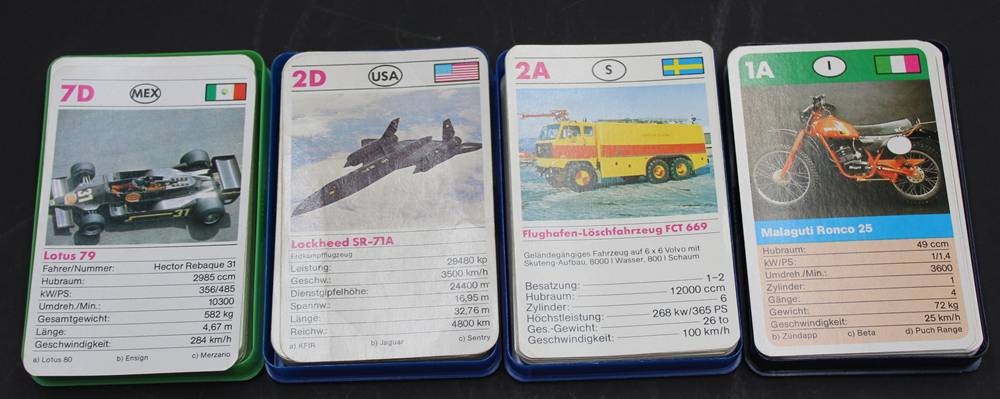 7D MEX
31
31
Lotus 79
Fahrer/Nummer: Hector Rebaque 31
Hubraum: 2985 ccm
kW/PS: 356/485
Umdreh./Min.: 10300
Gesamtgewicht: 582 kg
Länge: 4,67 m
Geschwindigkeit: 284 km/h
a) Lotus 80 b) Ensign c) Merzario
2D USA
Lockheed SR-71A
Erdkampfflugzeug
Leistung: 29480 kp
Geschw.: 3500 km/h
Dienstgipfelhöhe: 24400 m
Spannw.: 16,95 m
Länge: 32,76 m
Reichw.: 4800 km
a) KFIR b) Jaguar c) Sentry
2A S
Flughafen-Löschfahrzeug FCT 669
Geländegängiges Fahrzeug auf 6 x 6 Volvo mit
Skuteng-Aufbau, 8000 l Wasser, 800 l Schaum
Besatzung: 1–2
Hubraum: 12000 ccm
Zylinder: 6
Höchstleistung: 268 kw/365 PS
Ges.-Gewicht: 26 to
Geschwindigkeit: 100 km/h
1A I
Malaguti Ronco 25
Hubraum: 49 ccm
kW/PS: 1/1,4
Umdreh./Min.: 3600
Zylinder: 1
Gänge: 4
Gewicht: 72 kg
Geschwindigkeit: 25 km/h
b) Zündapp c) Beta d) Puch Range